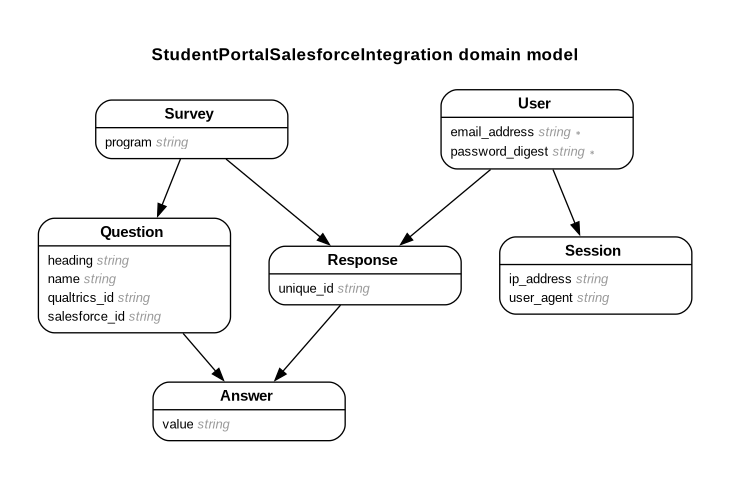 StudentPortalSalesforceIntegration domain model
Survey
program string
User
email_address string *
password_digest string *
Question
heading string
name string
qualtrics_id string
salesforce_id string
Response
unique_id string
Session
ip_address string
user_agent string
Answer
value string